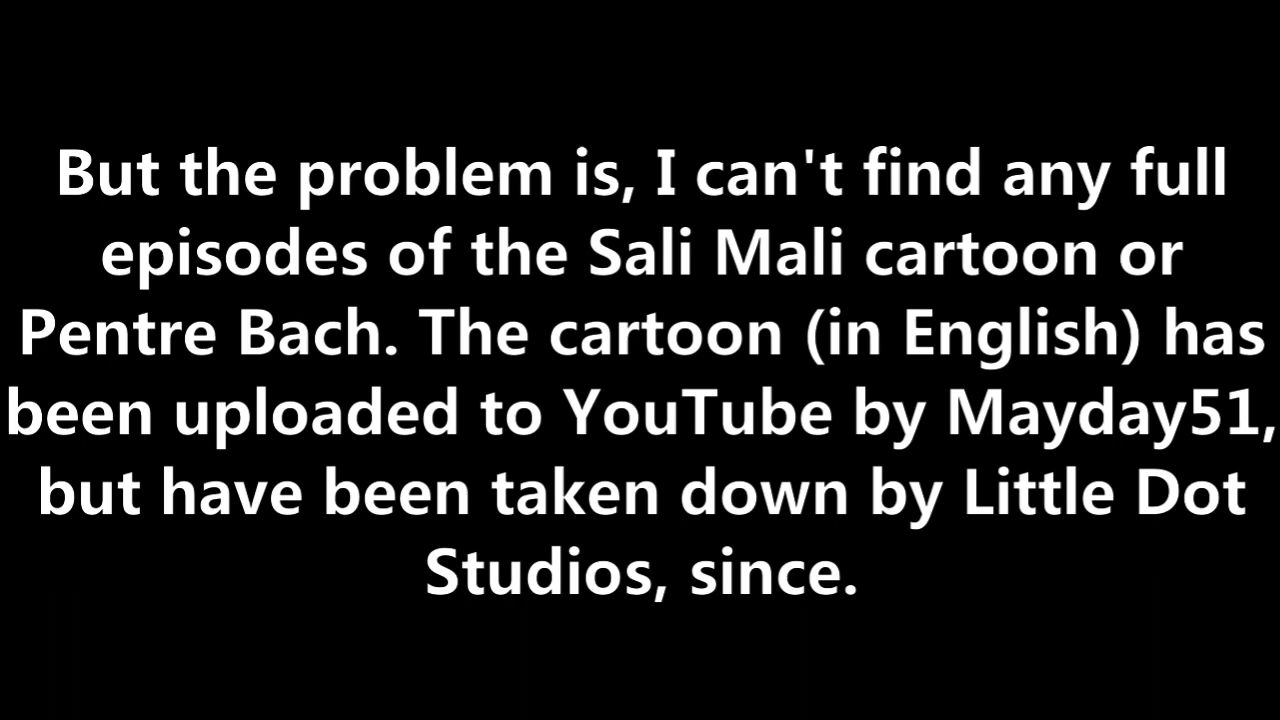 But the problem is, I can't find any full
episodes of the Sali Mali cartoon or
Pentre Bach. The cartoon (in English) has
been uploaded to YouTube by Mayday51,
but have been taken down by Little Dot
Studios, since.